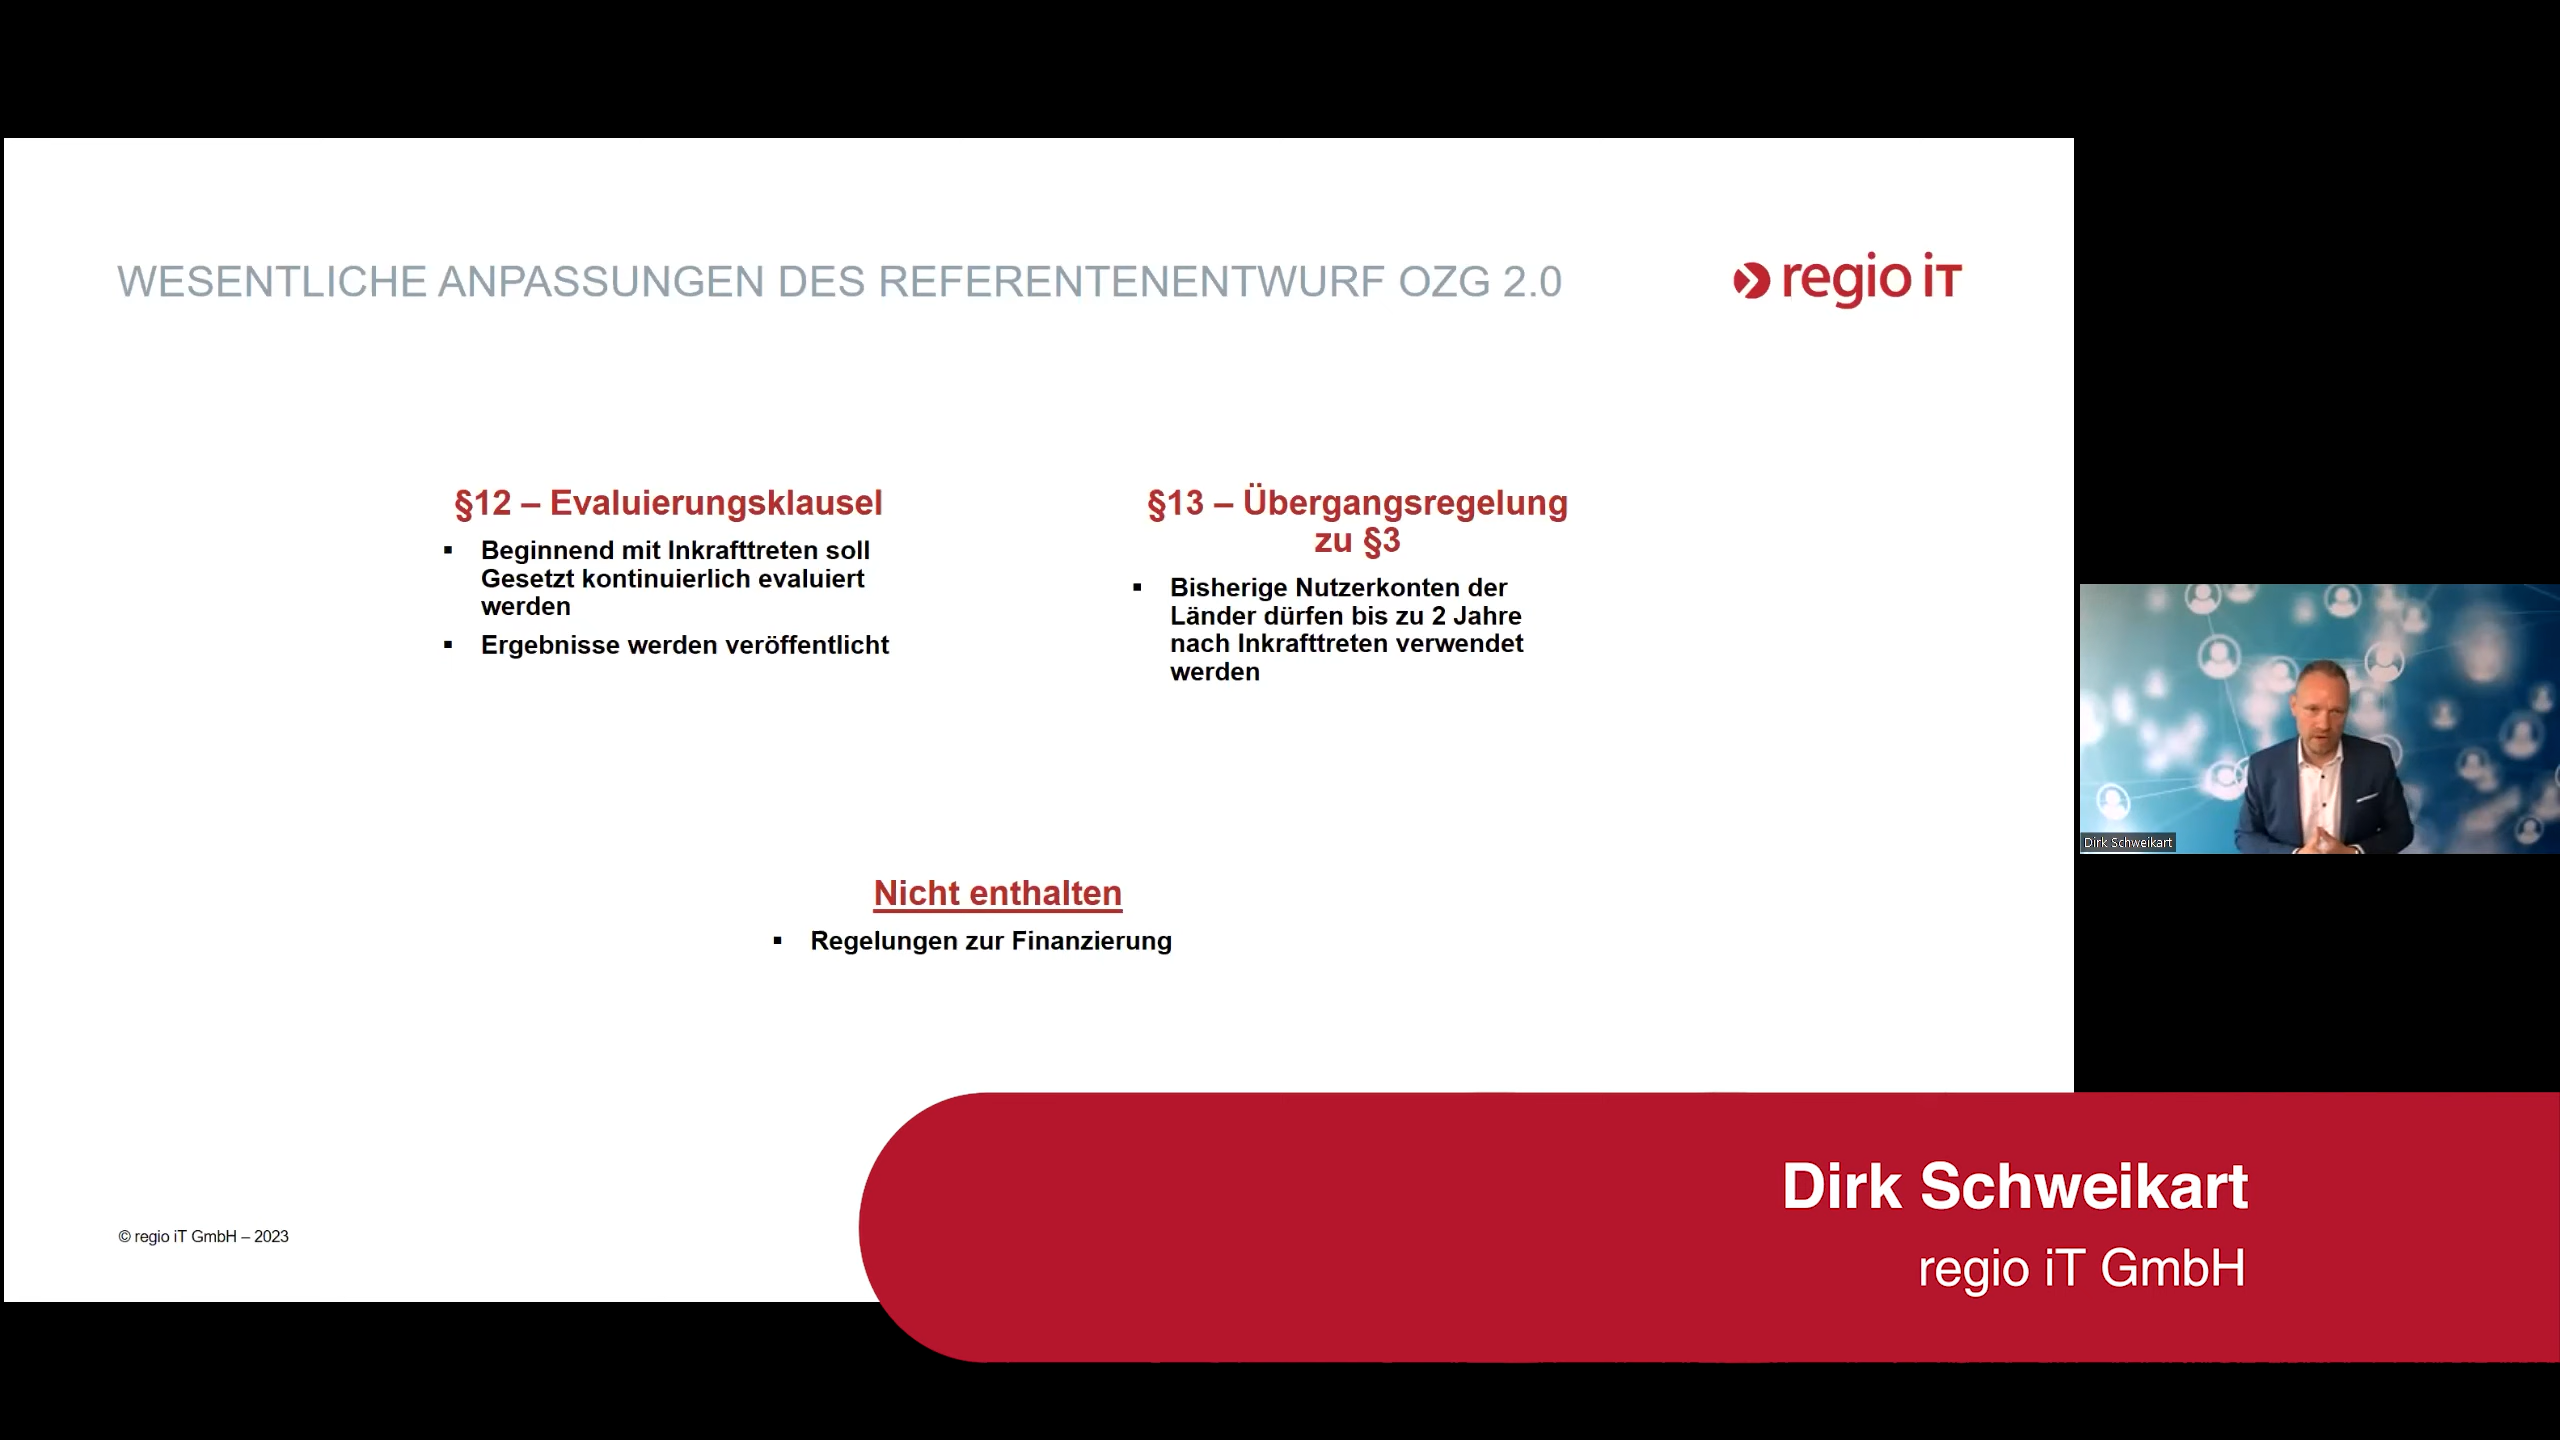 WESENTLICHE ANPASSUNGEN DES REFERENTENENTWURF OZG 2.0
regio iT
§12 – Evaluierungsklausel
▪ Beginnend mit Inkrafttreten soll
Gesetzt kontinuierlich evaluiert
werden
▪ Ergebnisse werden veröffentlicht
§13 – Übergangsregelung
zu §3
▪ Bisherige Nutzerkonten der
Länder dürfen bis zu 2 Jahre
nach Inkrafttreten verwendet
werden
Nicht enthalten
▪ Regelungen zur Finanzierung
Dirk Schweikart
© regio iT GmbH – 2023
Dirk Schweikart
regio iT GmbH